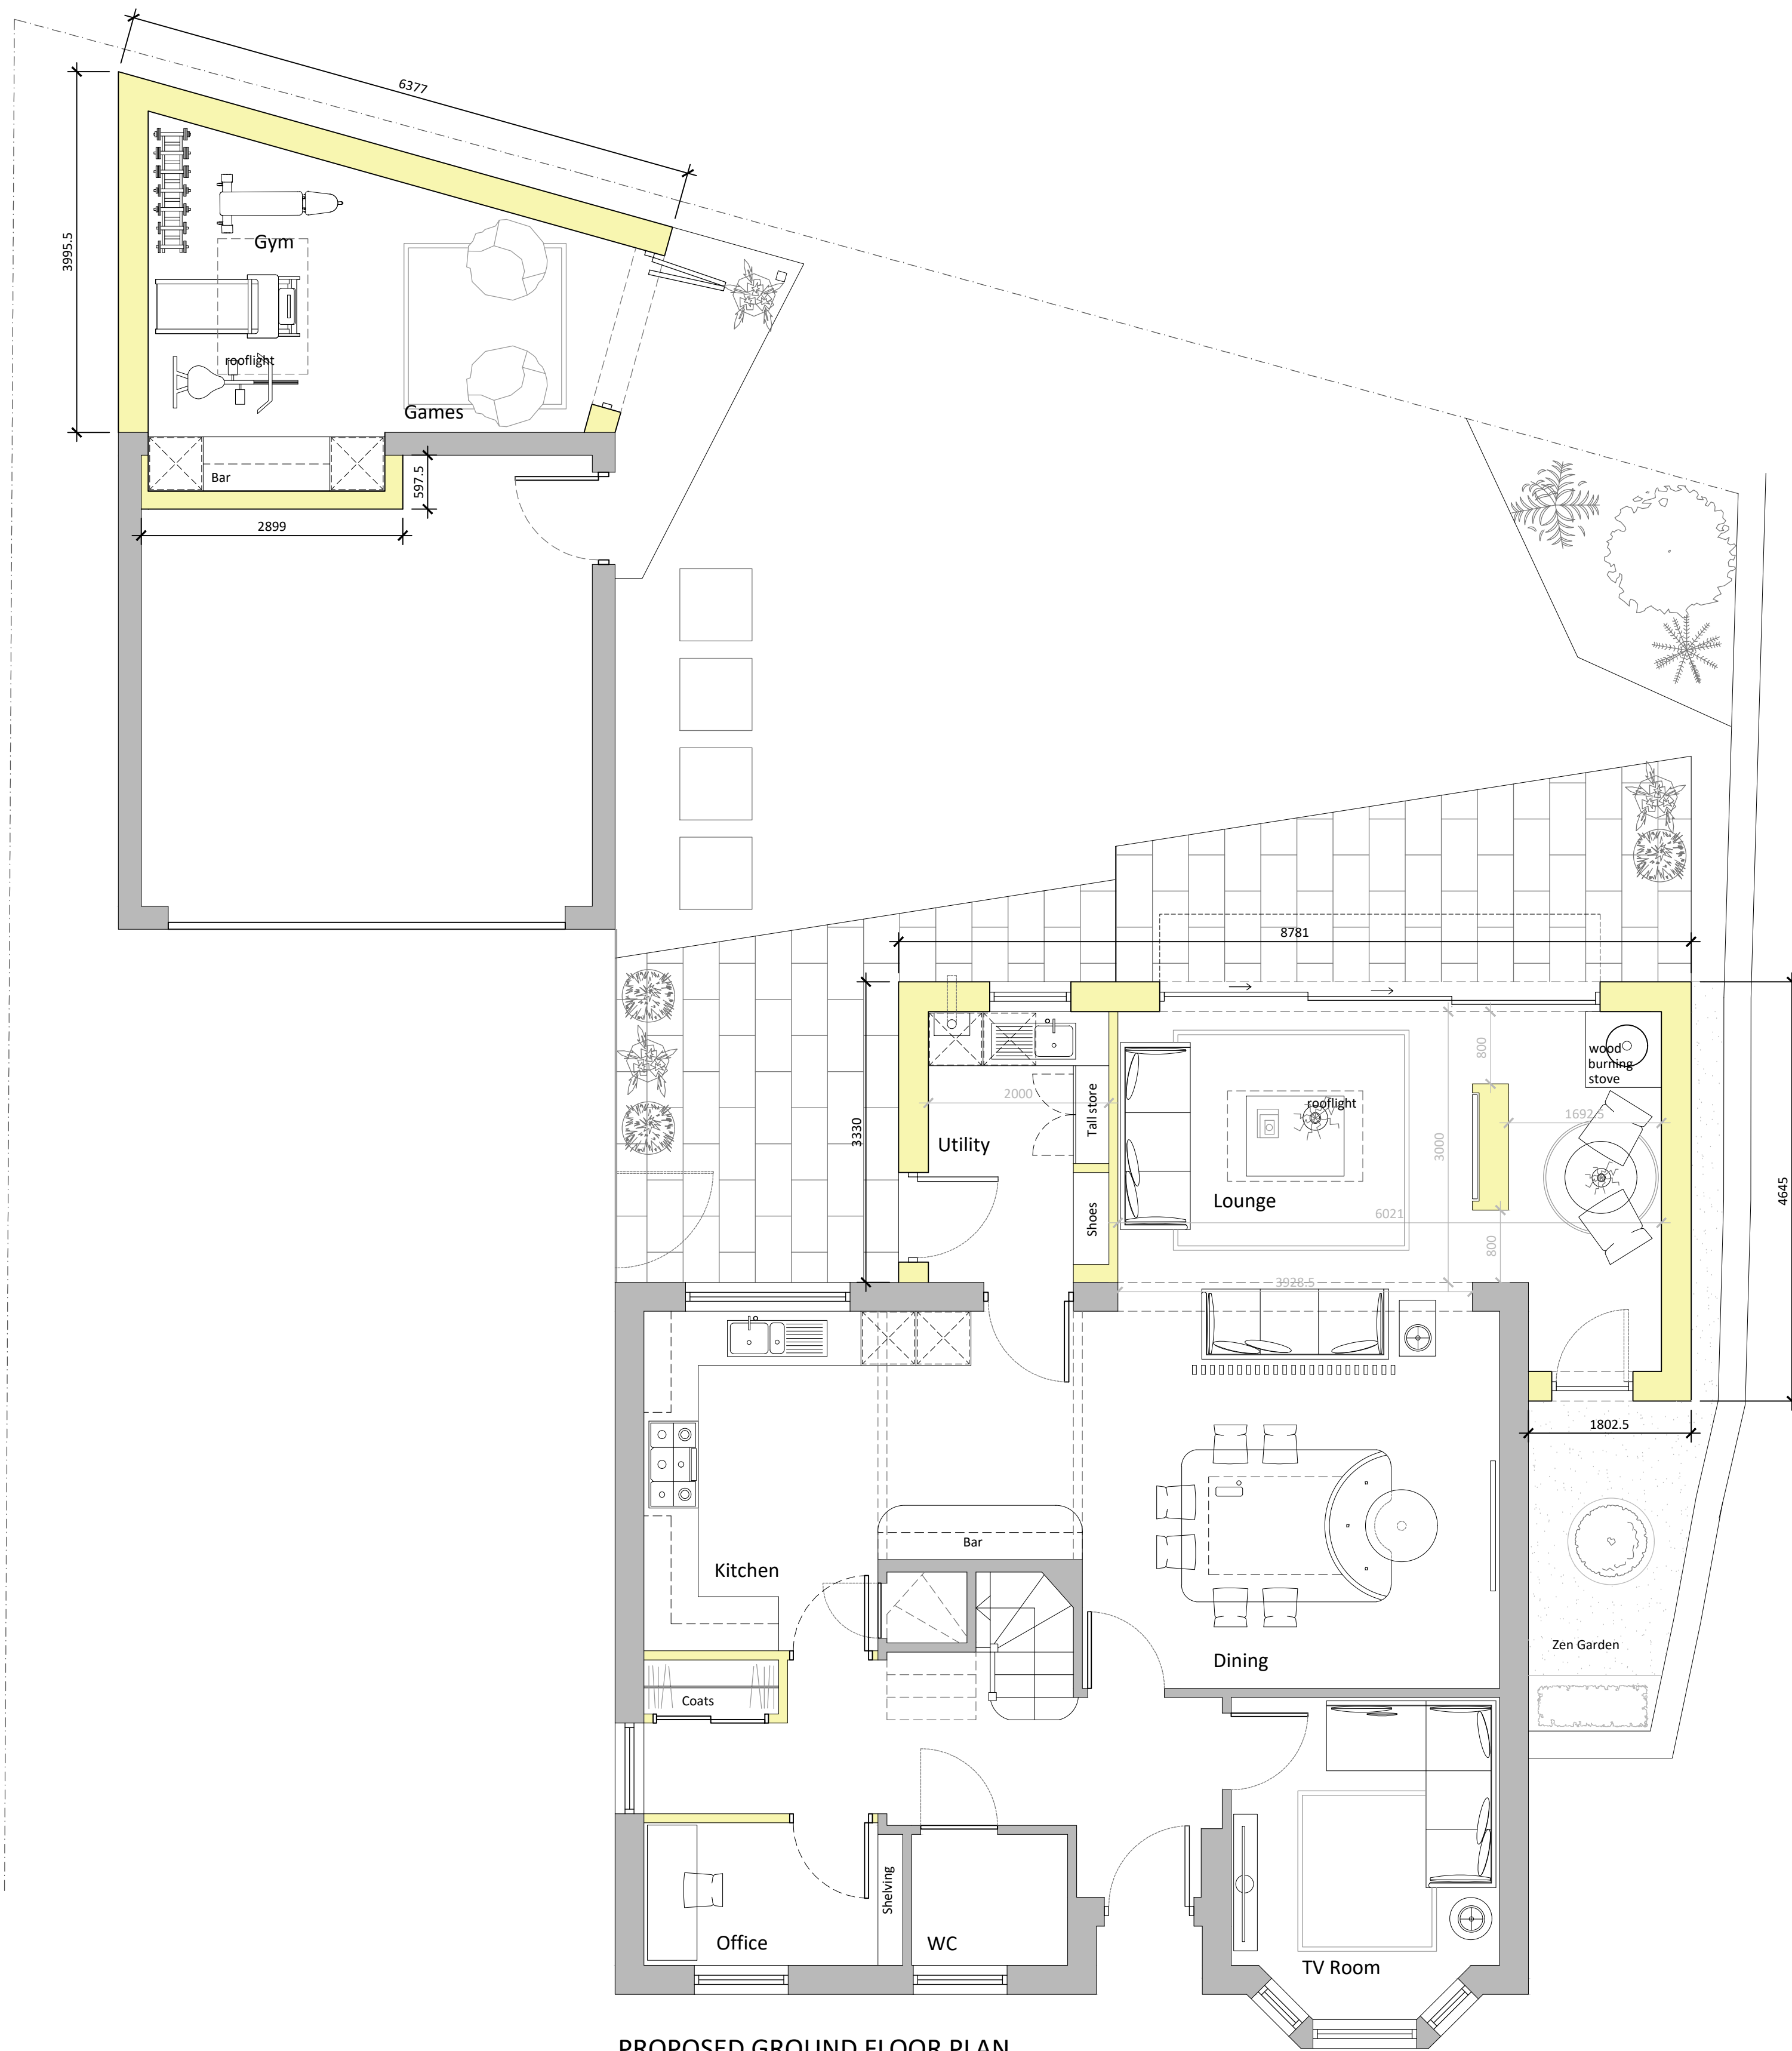 6377
3995.5
Gym
rooflight
Games
Bar
597.5
2899
8781
wood
burning
stove
800
2000
Tall store
rooflight
1692.5
3330
Utility
3000
Lounge
Shoes
6021
4645
800
3928.5
1802.5
Bar
Kitchen
Zen Garden
Dining
Coats
Shelving
Office
WC
TV Room
PROPOSED GROUND FLOOR PLAN